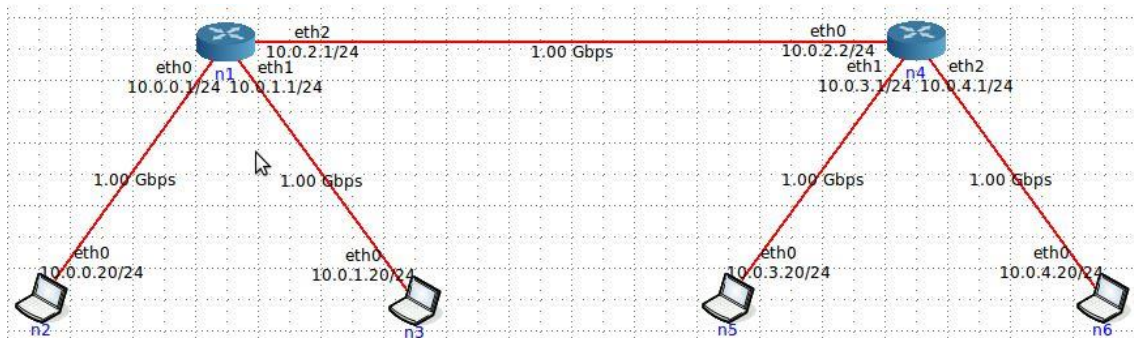 eth2
10.0.2.1/24
1.00 Gbps
eth0
10.0.2.2/24
eth0
10.0.0.1/24
n1
eth1
10.0.1.1/24
eth1
10.0.3.1/24
n4
eth2
10.0.4.1/24
1.00 Gbps
1.00 Gbps
1.00 Gbps
1.00 Gbps
eth0
10.0.0.20/24
n2
eth0
10.0.1.20/24
n3
eth0
10.0.3.20/24
n5
eth0
10.0.4.20/24
n6